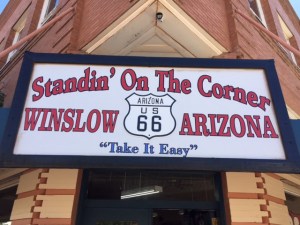 Standin' On The Corner
WINSLOW ARIZONA
ARIZONA
U S
66
"Take It Easy"